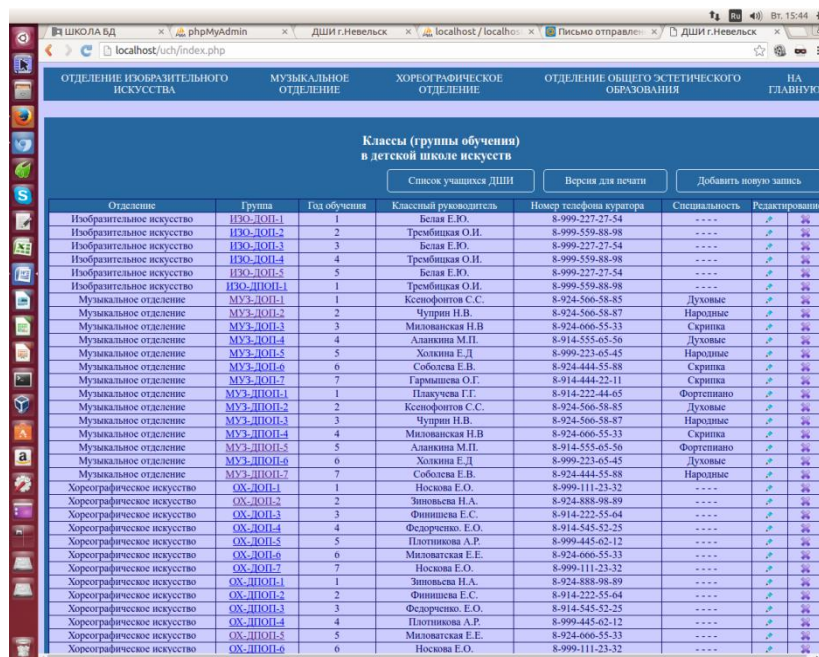 Ru Вт. 15:44
ШКОЛА БД phpMyAdmin ДШИ г.Невельск localhost / localhos Письмо отправлен ДШИ г.Невельск
localhost/uch/index.php
ОТДЕЛЕНИЕ ИЗОБРАЗИТЕЛЬНОГО ИСКУССТВА МУЗЫКАЛЬНОЕ ОТДЕЛЕНИЕ ХОРЕОГРАФИЧЕСКОЕ ОТДЕЛЕНИЕ ОТДЕЛЕНИЕ ОБЩЕГО ЭСТЕТИЧЕСКОГО ОБРАЗОВАНИЯ НА ГЛАВНУЮ
Классы (группы обучения)
в детской школе искусств
Список учащихся ДШИ Версия для печати Добавить новую запись
Отделение Группа Год обучения Классный руководитель Номер телефона куратора Специальность Редактировани
Изобразительное искусство ИЗО-ДОП-1 1 Белая Е.Ю. 8-999-227-27-54 - - - -
Изобразительное искусство ИЗО-ДОП-2 2 Трембицкая О.И. 8-999-559-88-98 - - - -
Изобразительное искусство ИЗО-ДОП-3 3 Белая Е.Ю. 8-999-227-27-54 - - - -
Изобразительное искусство ИЗО-ДОП-4 4 Трембицкая О.И. 8-999-559-88-98 - - - -
Изобразительное искусство ИЗО-ДОП-5 5 Белая Е.Ю. 8-999-227-27-54 - - - -
Изобразительное искусство ИЗО-ДПОП-1 1 Трембицкая О.И. 8-999-559-88-98 - - - -
Музыкальное отделение МУЗ-ДОП-1 1 Ксенофонтов С.С. 8-924-566-58-85 Духовые
Музыкальное отделение МУЗ-ДОП-2 2 Чуприн Н.В. 8-924-566-58-87 Народные
Музыкальное отделение МУЗ-ДОП-3 3 Милованская Н.В 8-924-666-55-33 Скрипка
Музыкальное отделение МУЗ-ДОП-4 4 Аланкина М.П. 8-914-555-65-56 Духовые
Музыкальное отделение МУЗ-ДОП-5 5 Холкина Е.Д 8-999-223-65-45 Народные
Музыкальное отделение МУЗ-ДОП-6 6 Соболева Е.В. 8-924-444-55-88 Скрипка
Музыкальное отделение МУЗ-ДОП-7 7 Гармышева О.Г. 8-914-444-22-11 Скрипка
Музыкальное отделение МУЗ-ДПОП-1 1 Плакучева Г.Г. 8-914-222-44-65 Фортепиано
Музыкальное отделение МУЗ-ДПОП-2 2 Ксенофонтов С.С. 8-924-566-58-85 Духовые
Музыкальное отделение МУЗ-ДПОП-3 3 Чуприн Н.В. 8-924-566-58-87 Народные
Музыкальное отделение МУЗ-ДПОП-4 4 Милованская Н.В 8-924-666-55-33 Скрипка
Музыкальное отделение МУЗ-ДПОП-5 5 Аланкина М.П. 8-914-555-65-56 Фортепиано
Музыкальное отделение МУЗ-ДПОП-6 6 Холкина Е.Д 8-999-223-65-45 Духовые
Музыкальное отделение МУЗ-ДПОП-7 7 Соболева Е.В. 8-924-444-55-88 Народные
Хореографическое искусство ОХ-ДОП-1 1 Носкова Е.О. 8-999-111-23-32 - - - -
Хореографическое искусство ОХ-ДОП-2 2 Зиновьева Н.А. 8-924-888-98-89 - - - -
Хореографическое искусство ОХ-ДОП-3 3 Финишева Е.С. 8-914-222-55-64 - - - -
Хореографическое искусство ОХ-ДОП-4 4 Федорченко. Е.О. 8-914-545-52-25 - - - -
Хореографическое искусство ОХ-ДОП-5 5 Плотникова А.Р. 8-999-445-62-12 - - - -
Хореографическое искусство ОХ-ДОП-6 6 Миловатская Е.Е. 8-924-666-55-33 - - - -
Хореографическое искусство ОХ-ДОП-7 7 Носкова Е.О. 8-999-111-23-32 - - - -
Хореографическое искусство ОХ-ДПОП-1 1 Зиновьева Н.А. 8-924-888-98-89 - - - -
Хореографическое искусство ОХ-ДПОП-2 2 Финишева Е.С. 8-914-222-55-64 - - - -
Хореографическое искусство ОХ-ДПОП-3 3 Федорченко. Е.О. 8-914-545-52-25 - - - -
Хореографическое искусство ОХ-ДПОП-4 4 Плотникова А.Р. 8-999-445-62-12 - - - -
Хореографическое искусство ОХ-ДПОП-5 5 Миловатская Е.Е. 8-924-666-55-33 - - - -
Хореографическое искусство ОХ-ДПОП-6 6 Носкова Е.О. 8-999-111-23-32 - - - -